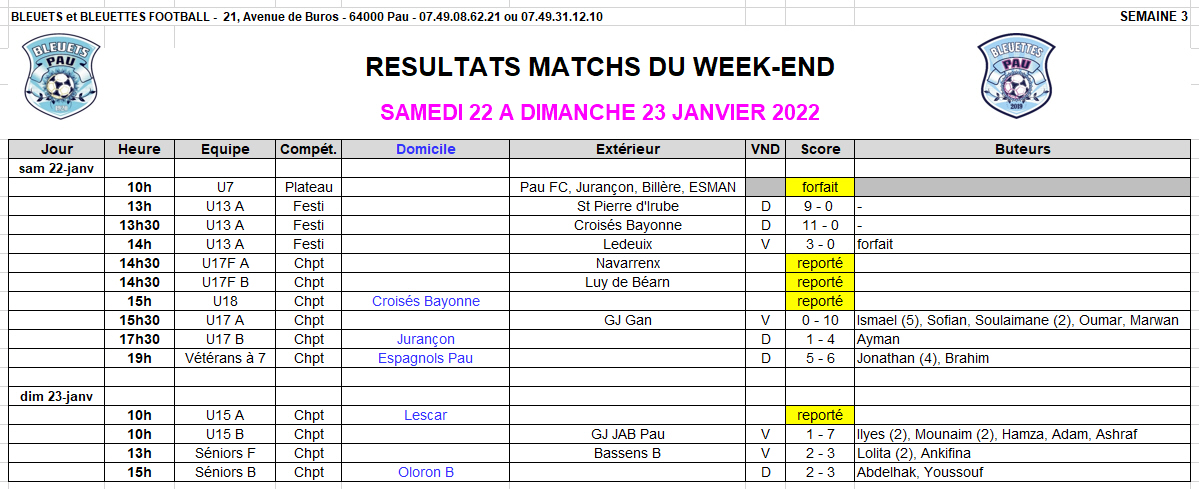 BLEUETS et BLEUETTES FOOTBALL - 21, Avenue de Buros - 64000 Pau - 07.49.08.62.21 ou 07.49.31.12.10 SEMAINE 3
BLEUETS PAU
RESULTATS MATCHS DU WEEK-END
BLEUETTES PAU 2019
SAMEDI 22 A DIMANCHE 23 JANVIER 2022
Jour Heure Equipe Compét. Domicile Extérieur VND Score Buteurs
sam 22-janv
10h U7 Plateau Pau FC, Jurançon, Billère, ESMAN forfait
13h U13 A Festi St Pierre d'Irube D 9 - 0 -
13h30 U13 A Festi Croisés Bayonne D 11 - 0 -
14h U13 A Festi Ledeuix V 3 - 0 forfait
14h30 U17F A Chpt Navarrenx reporté
14h30 U17F B Chpt Luy de Béarn reporté
15h U18 Chpt Croisés Bayonne reporté
15h30 U17 A Chpt GJ Gan V 0 - 10 Ismael (5), Sofian, Soulaimane (2), Oumar, Marwan
17h30 U17 B Chpt Jurançon D 1 - 4 Ayman
19h Vétérans à 7 Chpt Espagnols Pau D 5 - 6 Jonathan (4), Brahim
dim 23-janv
10h U15 A Chpt Lescar reporté
10h U15 B Chpt GJ JAB Pau V 1 - 7 Ilyes (2), Mounaim (2), Hamza, Adam, Ashraf
13h Séniors F Chpt Bassens B V 2 - 3 Lolita (2), Ankifina
15h Séniors B Chpt Oloron B D 2 - 3 Abdelhak, Youssouf